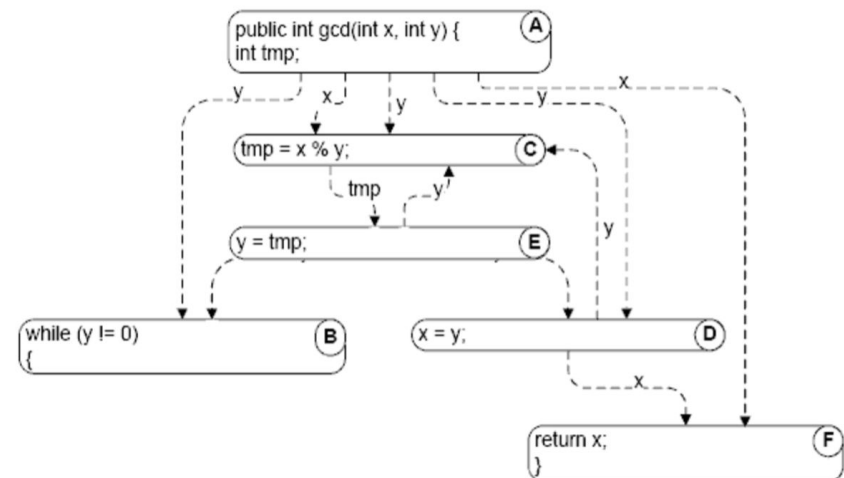 public int gcd(int x, int y) {
A
int tmp;
x
y
x
y
y
tmp = x % y;
C
tmp
y
y = tmp;
E
y
while (y != 0)
B
{
x = y;
D
x
return x;
F
}